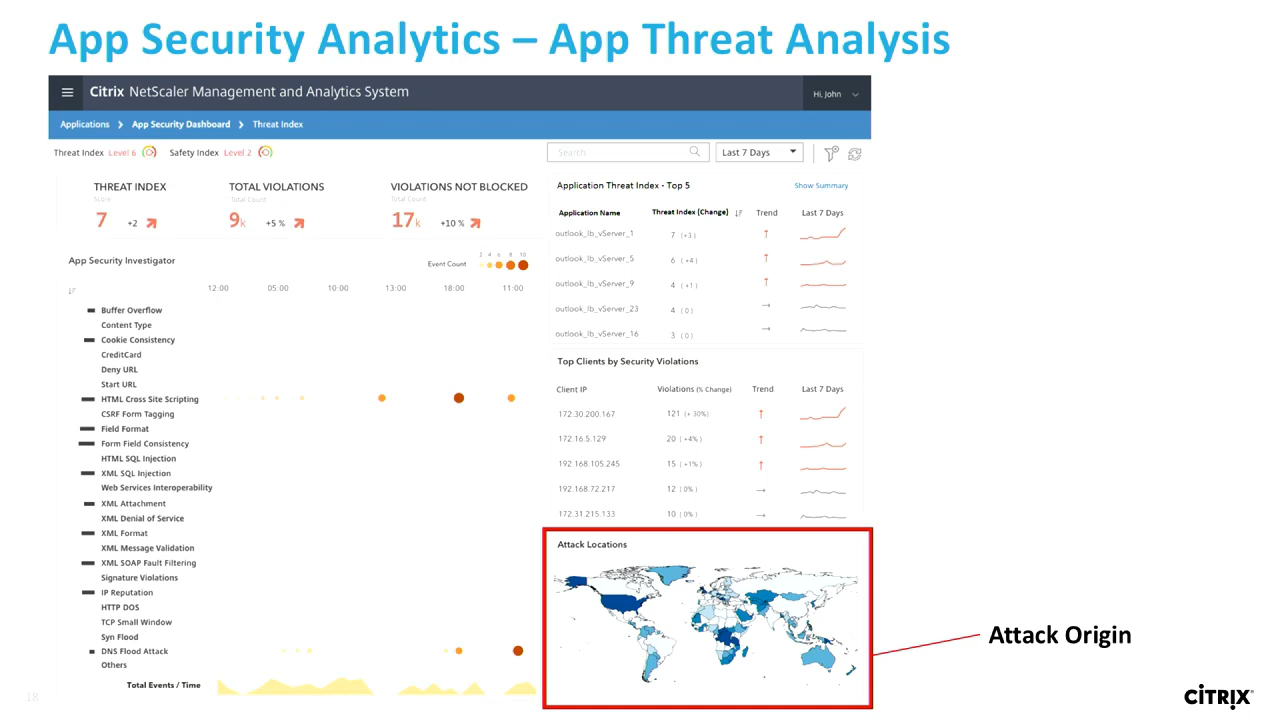 App Security Analytics – App Threat Analysis
Citrix NetScaler Management and Analytics System
Hi, John
Applications > App Security Dashboard > Threat Index
Threat Index Level 6 Safety Index Level 2
Search
Last 7 Days
THREAT INDEX
Score
7 +2
TOTAL VIOLATIONS
Total Count
9k +5 %
VIOLATIONS NOT BLOCKED
Total Count
17k +10 %
App Security Investigator
Event Count 2 4 6 8 10
12:00 05:00 10:00 13:00 18:00 11:00
Buffer Overflow
Content Type
Cookie Consistency
CreditCard
Deny URL
Start URL
HTML Cross Site Scripting
CSRF Form Tagging
Field Format
Form Field Consistency
HTML SQL Injection
XML SQL Injection
Web Services Interoperability
XML Attachment
XML Denial of Service
XML Format
XML Message Validation
XML SOAP Fault Filtering
Signature Violations
IP Reputation
HTTP DOS
TCP Small Window
Syn Flood
DNS Flood Attack
Others
Total Events / Time
Application Threat Index - Top 5 Show Summary
Application Name Threat Index (Change) Trend Last 7 Days
outlook_lb_vServer_1 7 (+3) ↑
outlook_lb_vServer_5 6 (+4) ↑
outlook_lb_vServer_9 4 (+1) ↑
outlook_lb_vServer_23 4 (0) →
outlook_lb_vServer_16 3 (0) →
Top Clients by Security Violations
Client IP Violations (% Change) Trend Last 7 Days
172.30.200.167 121 (+ 30%) ↑
172.16.5.129 20 (+4%) ↑
192.168.105.245 15 (+1%) ↑
192.168.72.217 12 (0%) →
172.31.215.133 10 (0%) →
Attack Locations
Attack Origin
18
CITRIX